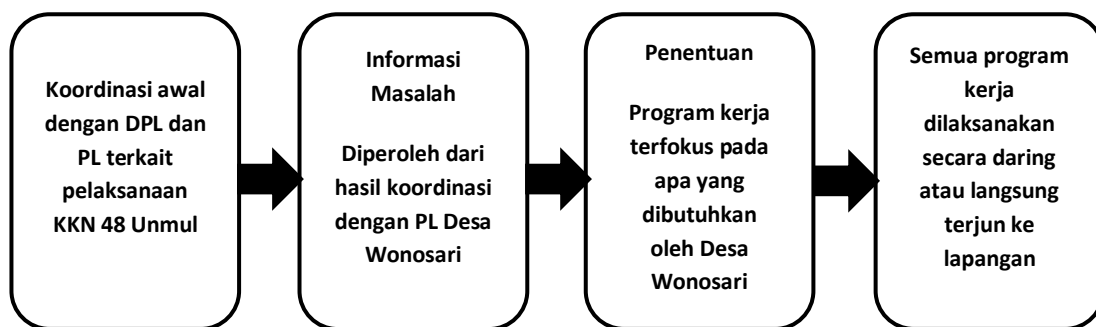 Koordinasi awal
dengan DPL dan
PL terkait
pelaksanaan
KKN 48 Unmul
Informasi
Masalah
Diperoleh dari
hasil koordinasi
dengan PL Desa
Wonosari
Penentuan
Program kerja
terfokus pada
apa yang
dibutuhkan
oleh Desa
Wonosari
Semua program
kerja
dilaksanakan
secara daring
atau langsung
terjun ke
lapangan